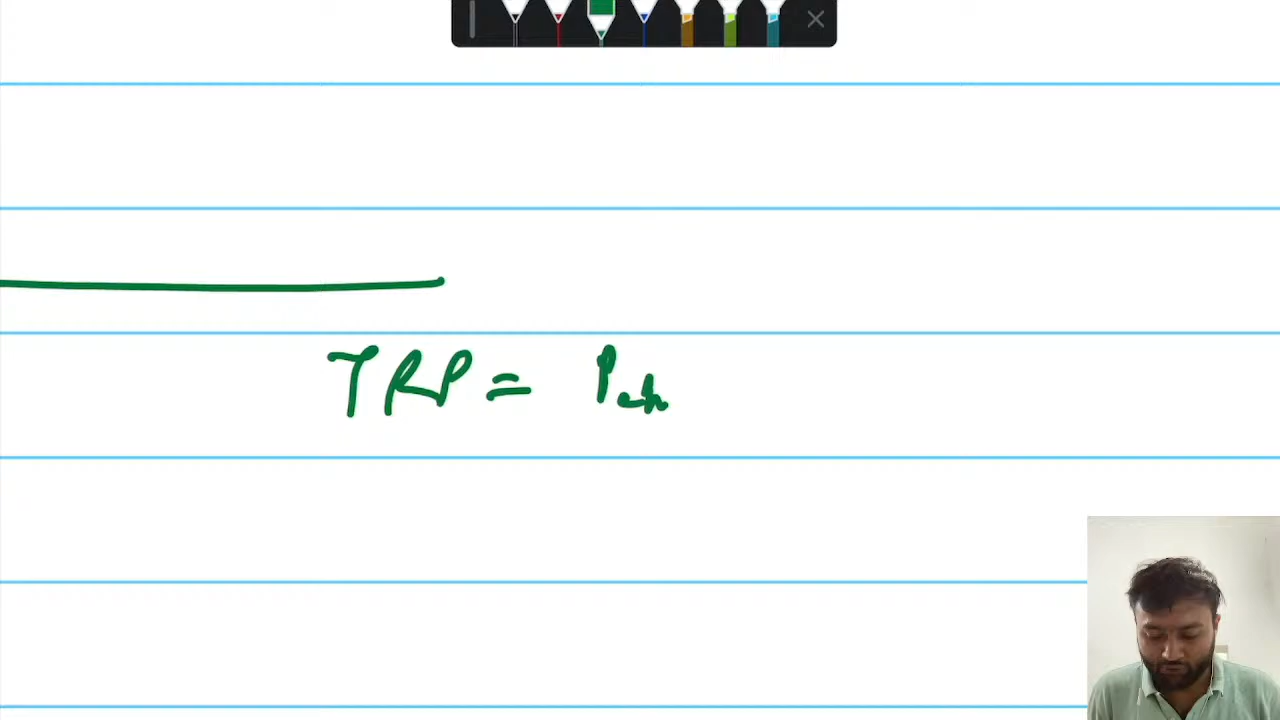 TRP =